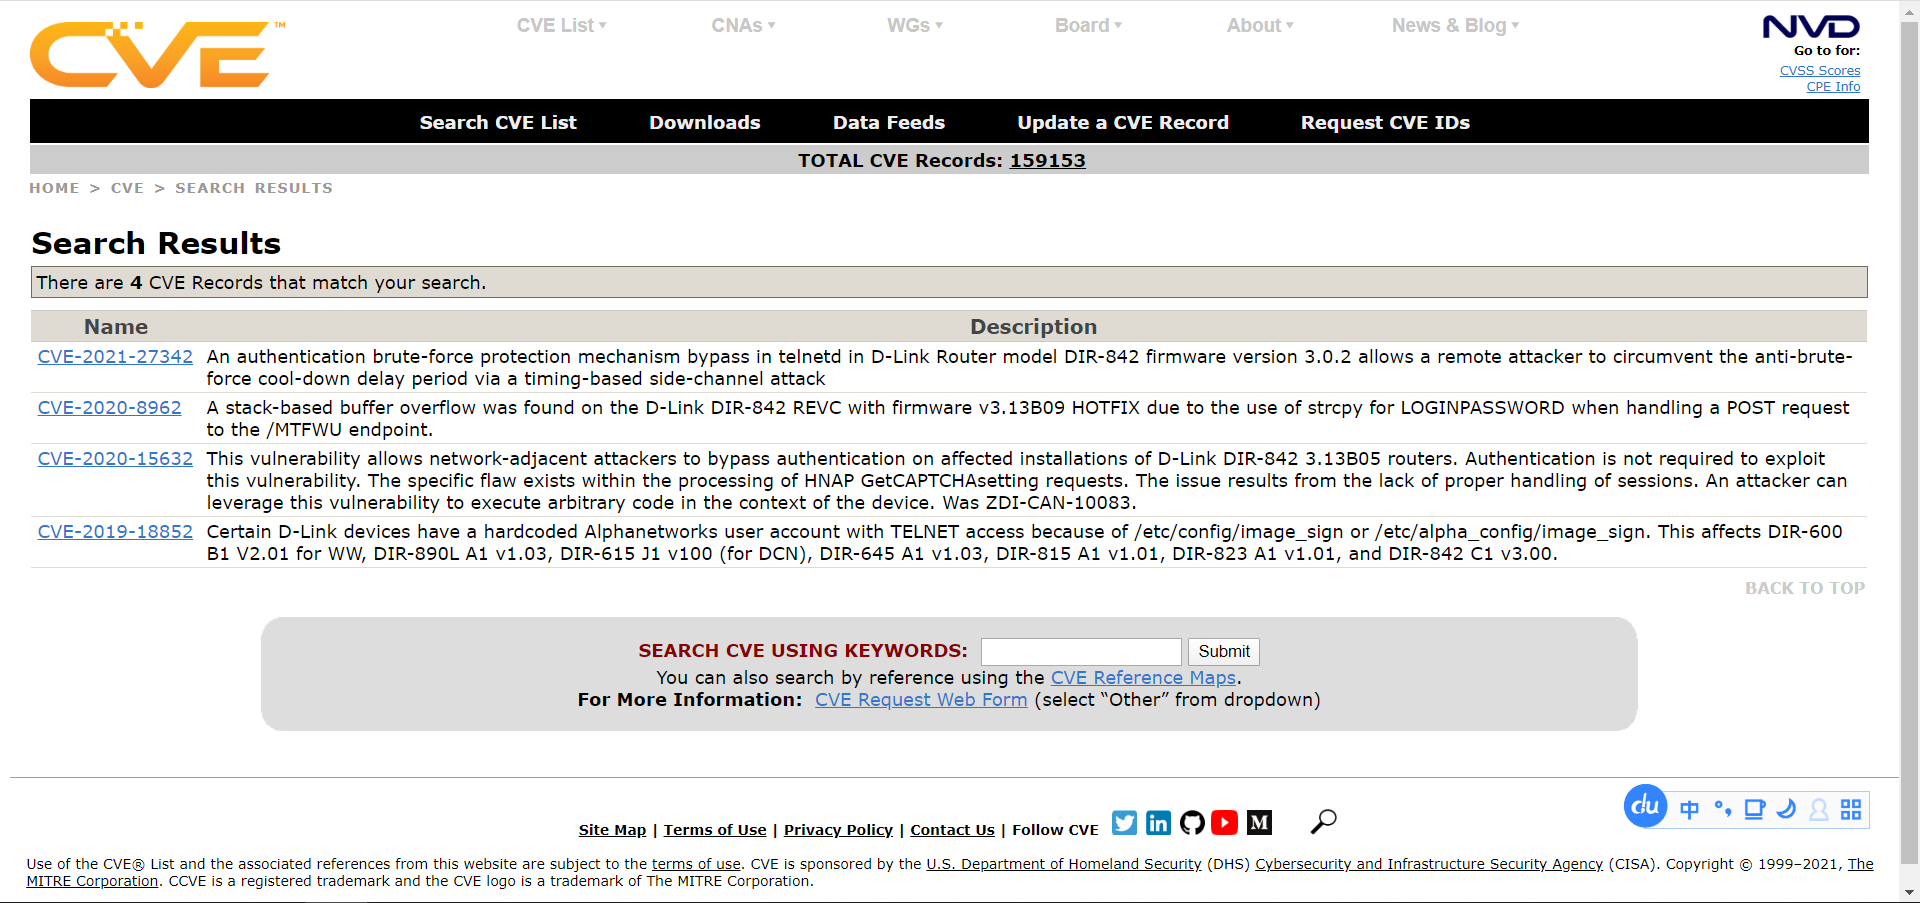 CVE™
CVE List▼ CNAs▼ WGs▼ Board▼ About▼ News & Blog▼
NVD
Go to for:
CVSS Scores
CPE Info
Search CVE List Downloads Data Feeds Update a CVE Record Request CVE IDs
TOTAL CVE Records: 159153
HOME > CVE > SEARCH RESULTS
Search Results
There are 4 CVE Records that match your search.
Name Description
CVE-2021-27342 An authentication brute-force protection mechanism bypass in telnetd in D-Link Router model DIR-842 firmware version 3.0.2 allows a remote attacker to circumvent the anti-brute-
force cool-down delay period via a timing-based side-channel attack
CVE-2020-8962 A stack-based buffer overflow was found on the D-Link DIR-842 REVC with firmware v3.13B09 HOTFIX due to the use of strcpy for LOGINPASSWORD when handling a POST request
to the /MTFWU endpoint.
CVE-2020-15632 This vulnerability allows network-adjacent attackers to bypass authentication on affected installations of D-Link DIR-842 3.13B05 routers. Authentication is not required to exploit
this vulnerability. The specific flaw exists within the processing of HNAP GetCAPTCHAsetting requests. The issue results from the lack of proper handling of sessions. An attacker can
leverage this vulnerability to execute arbitrary code in the context of the device. Was ZDI-CAN-10083.
CVE-2019-18852 Certain D-Link devices have a hardcoded Alphanetworks user account with TELNET access because of /etc/config/image_sign or /etc/alpha_config/image_sign. This affects DIR-600
B1 V2.01 for WW, DIR-890L A1 v1.03, DIR-615 J1 v100 (for DCN), DIR-645 A1 v1.03, DIR-815 A1 v1.01, DIR-823 A1 v1.01, and DIR-842 C1 v3.00.
BACK TO TOP
SEARCH CVE USING KEYWORDS: Submit
You can also search by reference using the CVE Reference Maps.
For More Information: CVE Request Web Form (select “Other” from dropdown)
du 中
Site Map | Terms of Use | Privacy Policy | Contact Us | Follow CVE in M
Use of the CVE® List and the associated references from this website are subject to the terms of use. CVE is sponsored by the U.S. Department of Homeland Security (DHS) Cybersecurity and Infrastructure Security Agency (CISA). Copyright © 1999–2021, The
MITRE Corporation. CCVE is a registered trademark and the CVE logo is a trademark of The MITRE Corporation.